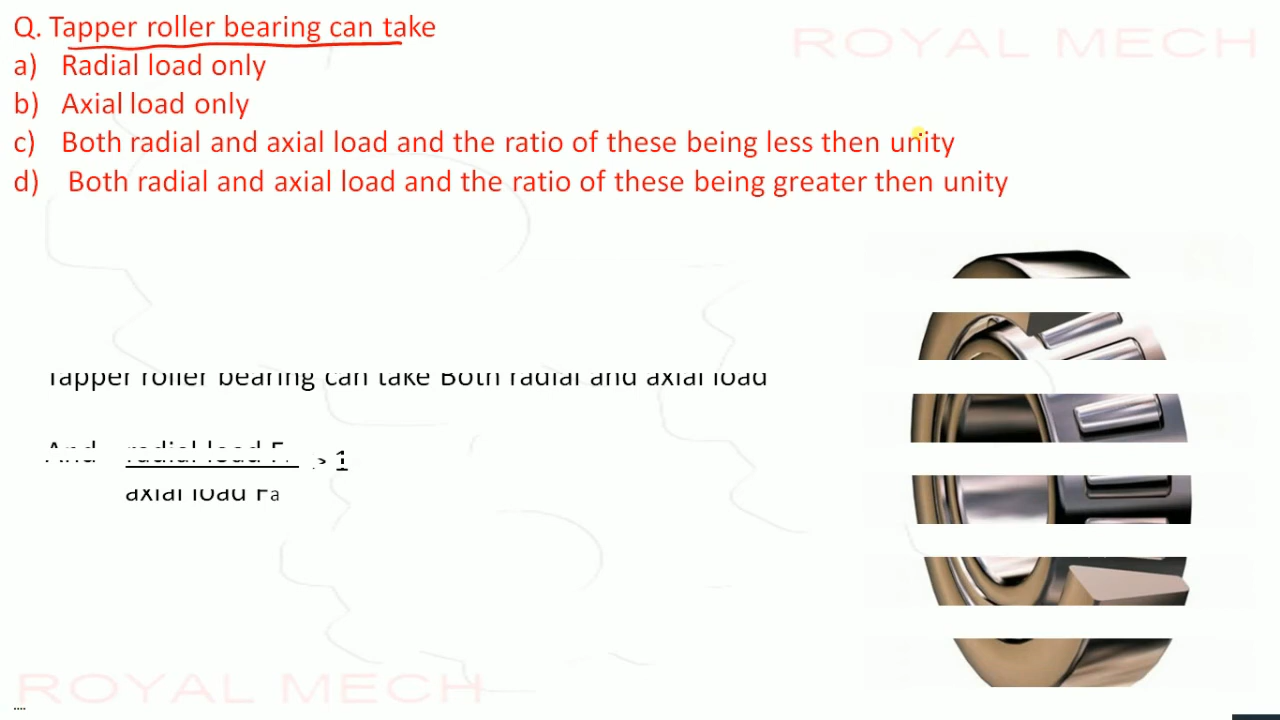 Q. Tapper roller bearing can take
ROYAL MECH
a) Radial load only
b) Axial load only
c) Both radial and axial load and the ratio of these being less then unity
d) Both radial and axial load and the ratio of these being greater then unity
Tapper roller bearing can take Both radial and axial load
And radial load Fr > 1
axial load Fa
ROYAL MECH
....